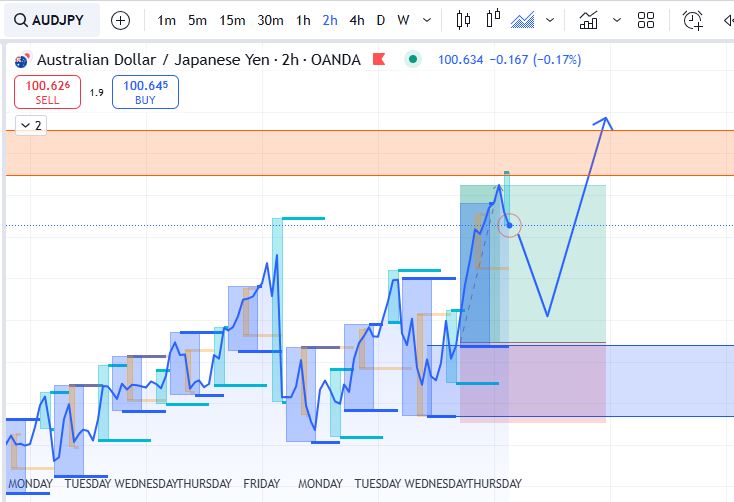 AUDJPY 1m 5m 15m 30m 1h 2h 4h D W
Australian Dollar / Japanese Yen · 2h · OANDA 100.634 −0.167 (−0.17%)
100.626 SELL 1.9 100.645 BUY
2
MONDAY TUESDAY WEDNESDAY THURSDAY FRIDAY MONDAY TUESDAY WEDNESDAY THURSDAY